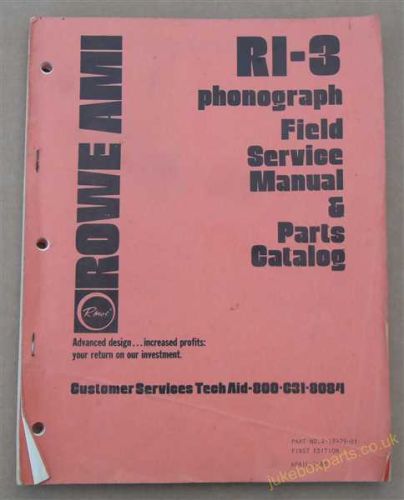 ROWE AMI
Rowe
RI-3
phonograph
Field
Service
Manual
&
Parts
Catalog
Advanced design...increased profits:
your return on our investment.
Customer Services Tech Aid-800-631-8084
PART NO.
FIRST EDITION
jukeboxparts.co.uk